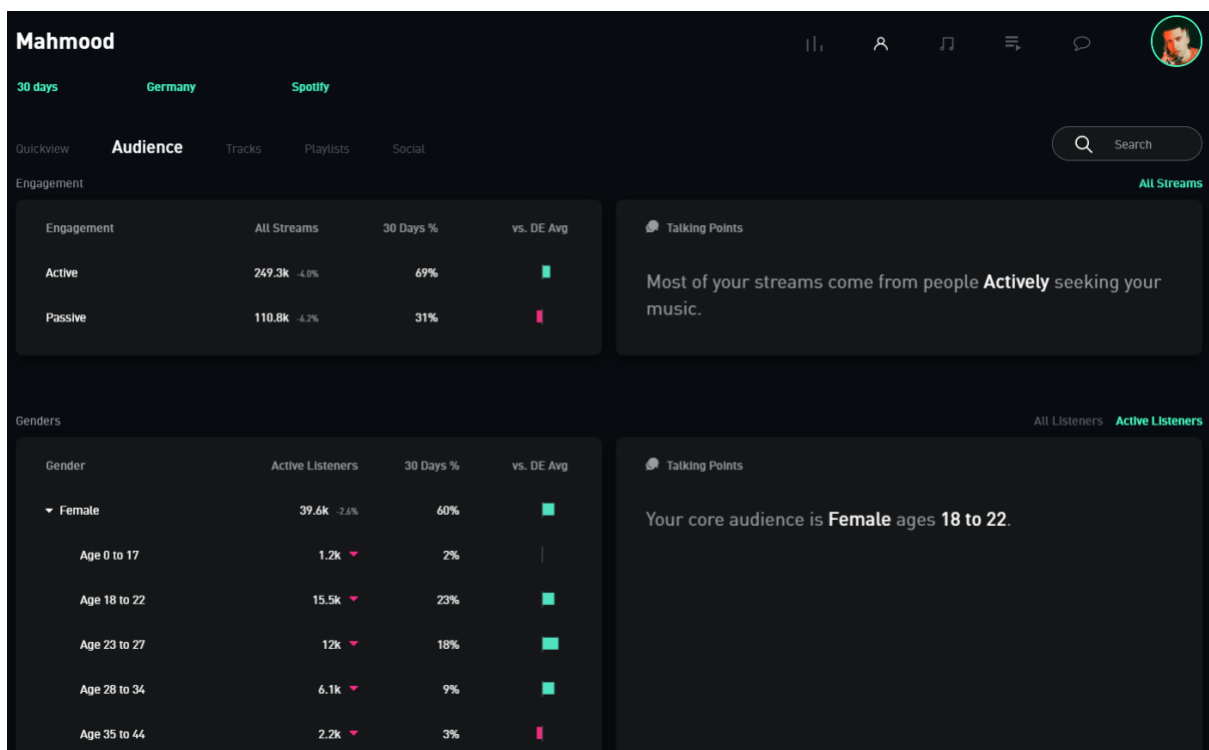 Mahmood
30 days Germany Spotify
Quickview Audience Tracks Playlists Social
Search
Engagement
All Streams
Engagement All Streams 30 Days % vs. DE Avg
Active 249.3k -4.0% 69%
Passive 110.8k -4.2% 31%
Talking Points
Most of your streams come from people Actively seeking your
music.
Genders
All Listeners Active Listeners
Gender Active Listeners 30 Days % vs. DE Avg
Female 39.6k -2.6% 60%
Age 0 to 17 1.2k 2%
Age 18 to 22 15.5k 23%
Age 23 to 27 12k 18%
Age 28 to 34 6.1k 9%
Age 35 to 44 2.2k 3%
Talking Points
Your core audience is Female ages 18 to 22.